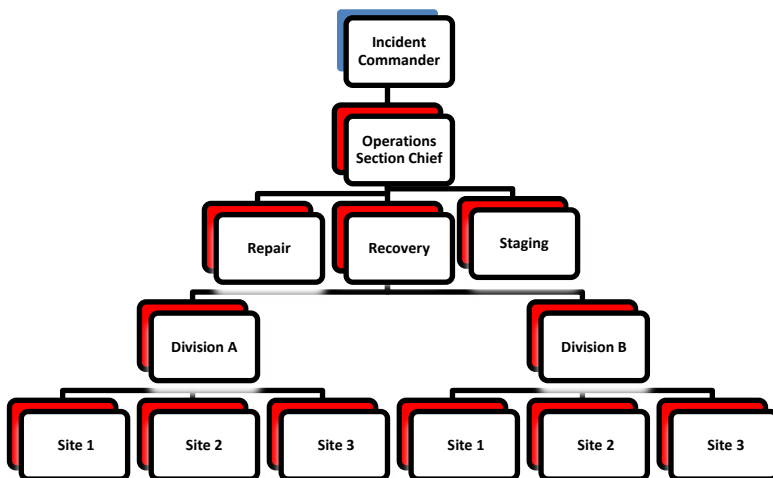 Incident
Commander
Operations
Section Chief
Repair
Recovery
Staging
Division A
Division B
Site 1
Site 2
Site 3
Site 1
Site 2
Site 3